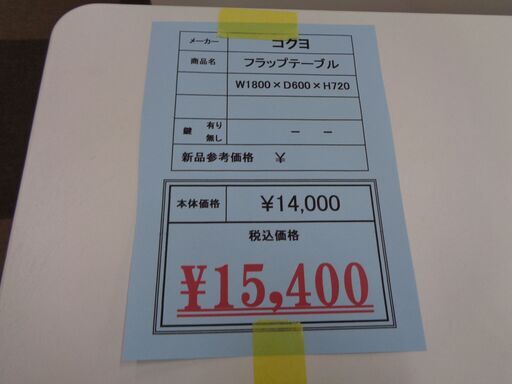 メーカー コクヨ
商品名 フラップテーブル
W1800×D600×H720
鍵 有り 無し － －
新品参考価格 ¥
本体価格 ¥14,000
税込価格
¥15,400